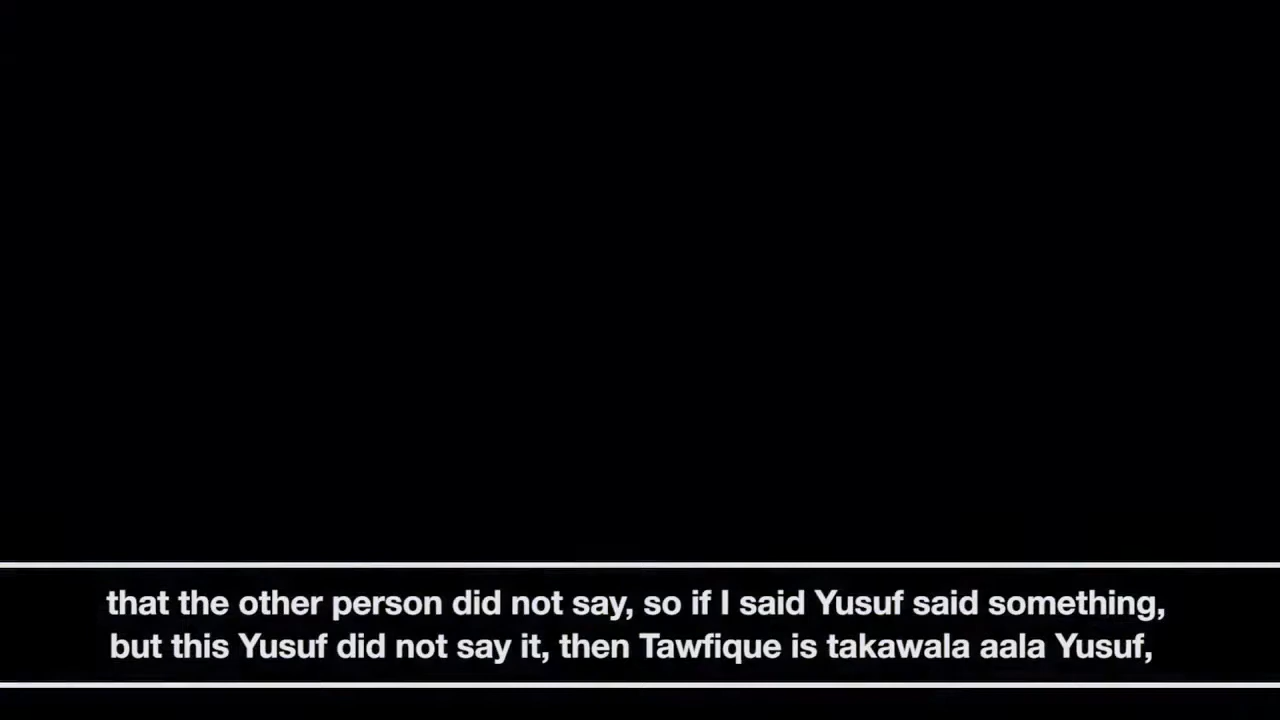 that the other person did not say, so if I said Yusuf said something,
but this Yusuf did not say it, then Tawfique is takawala aala Yusuf,